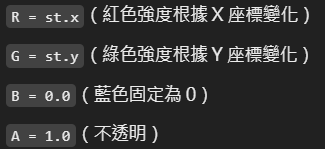 R = st.x（紅色強度根據 X 座標變化）
G = st.y（綠色強度根據 Y 座標變化）
B = 0.0（藍色固定為 0）
A = 1.0（不透明）